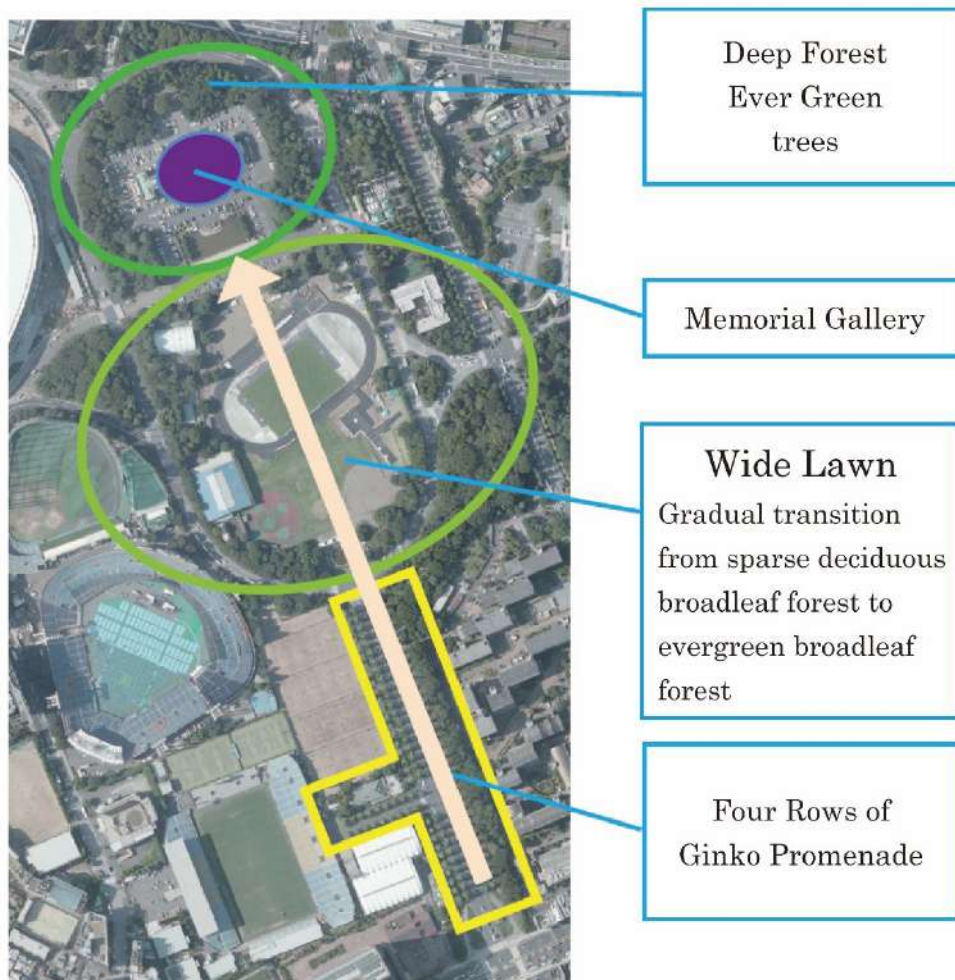 Deep Forest
Ever Green
trees
Memorial Gallery
Wide Lawn
Gradual transition
from sparse deciduous
broadleaf forest to
evergreen broadleaf
forest
Four Rows of
Ginko Promenade